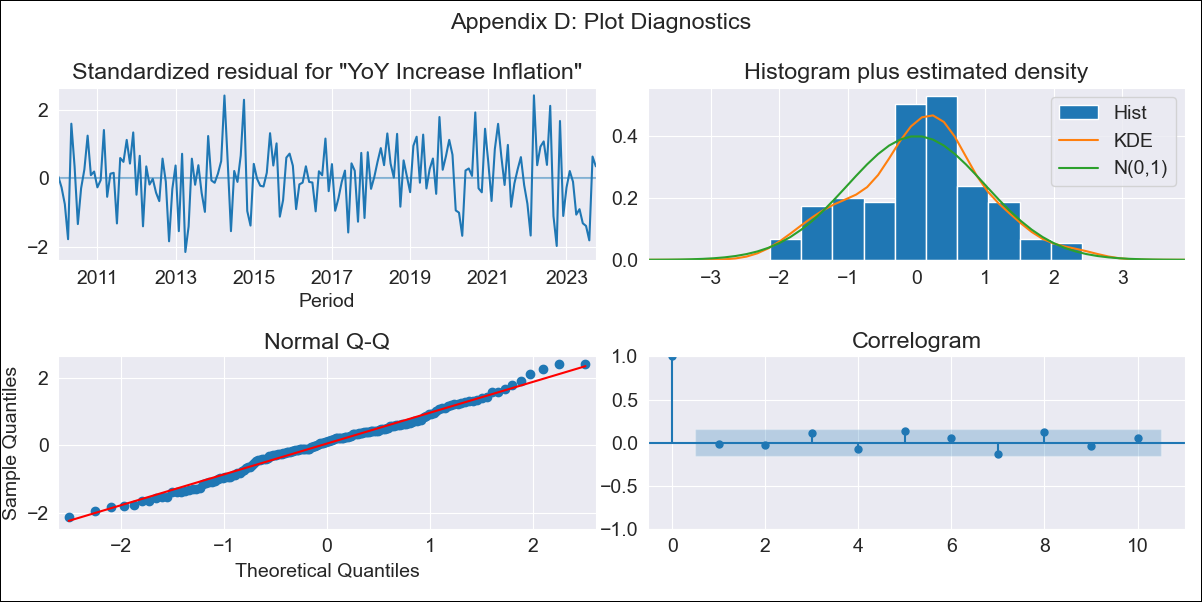 Appendix D: Plot Diagnostics
Standardized residual for "YoY Increase Inflation"
2
0
−2
2011 2013 2015 2017 2019 2021 2023
Period
Histogram plus estimated density
0.4
0.2
0.0
−3 −2 −1 0 1 2 3
Hist
KDE
N(0,1)
Normal Q-Q
Sample Quantiles
2
0
−2
−2 −1 0 1 2
Theoretical Quantiles
Correlogram
1.0
0.5
0.0
−0.5
−1.0
0 2 4 6 8 10